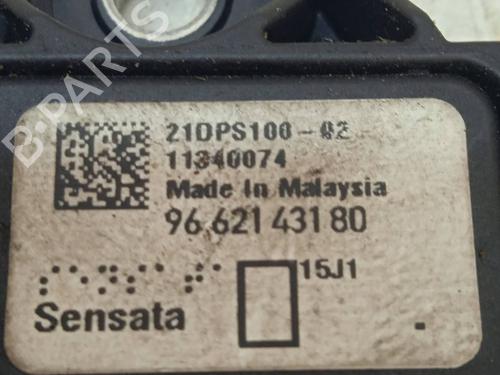 B-PARTS
21DPS100-02
11340074
Made In Malaysia
96 621 431 80
15J1
Sensata